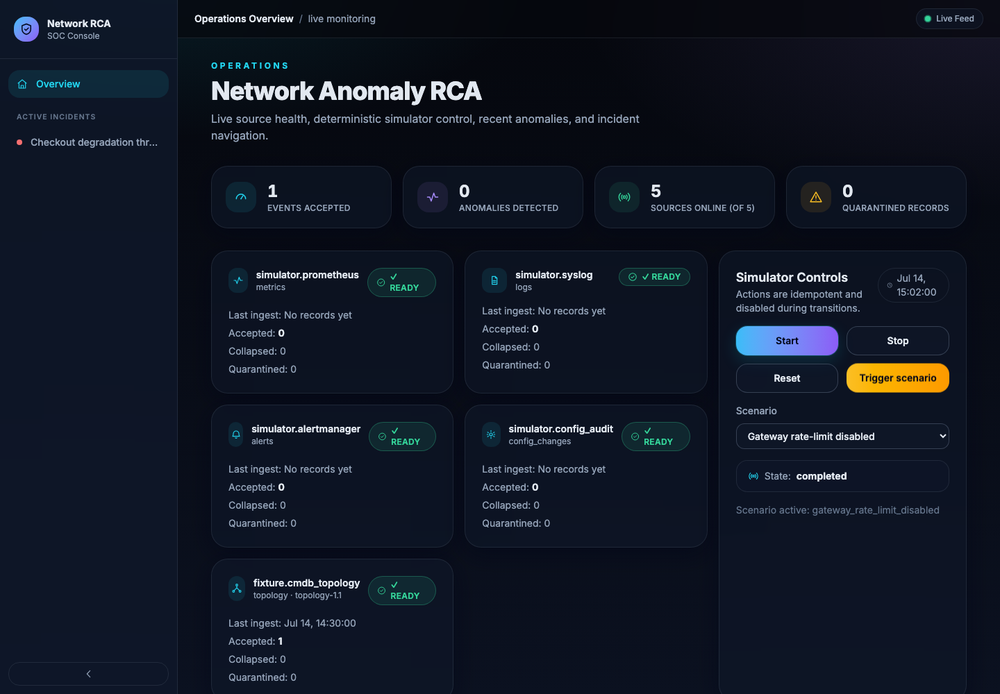 Network RCA
SOC Console
Overview
ACTIVE INCIDENTS
Checkout degradation thr...
Operations Overview / live monitoring
Live Feed
OPERATIONS
Network Anomaly RCA
Live source health, deterministic simulator control, recent anomalies, and incident
navigation.
1
EVENTS ACCEPTED
0
ANOMALIES DETECTED
5
SOURCES ONLINE (OF 5)
0
QUARANTINED RECORDS
simulator.prometheus
metrics
✓
READY
Last ingest: No records yet
Accepted: 0
Collapsed: 0
Quarantined: 0
simulator.syslog
logs
✓ READY
Last ingest: No records yet
Accepted: 0
Collapsed: 0
Quarantined: 0
simulator.alertmanager
alerts
✓
READY
Last ingest: No records yet
Accepted: 0
Collapsed: 0
Quarantined: 0
simulator.config_audit
config_changes
✓
READY
Last ingest: No records yet
Accepted: 0
Collapsed: 0
Quarantined: 0
fixture.cmdb_topology
topology · topology-1.1
✓
READY
Last ingest: Jul 14, 14:30:00
Accepted: 1
Collapsed: 0
Quarantined: 0
Simulator Controls
Actions are idempotent and
disabled during transitions.
Jul 14,
15:02:00
Start
Stop
Reset
Trigger scenario
Scenario
Gateway rate-limit disabled
State: completed
Scenario active: gateway_rate_limit_disabled